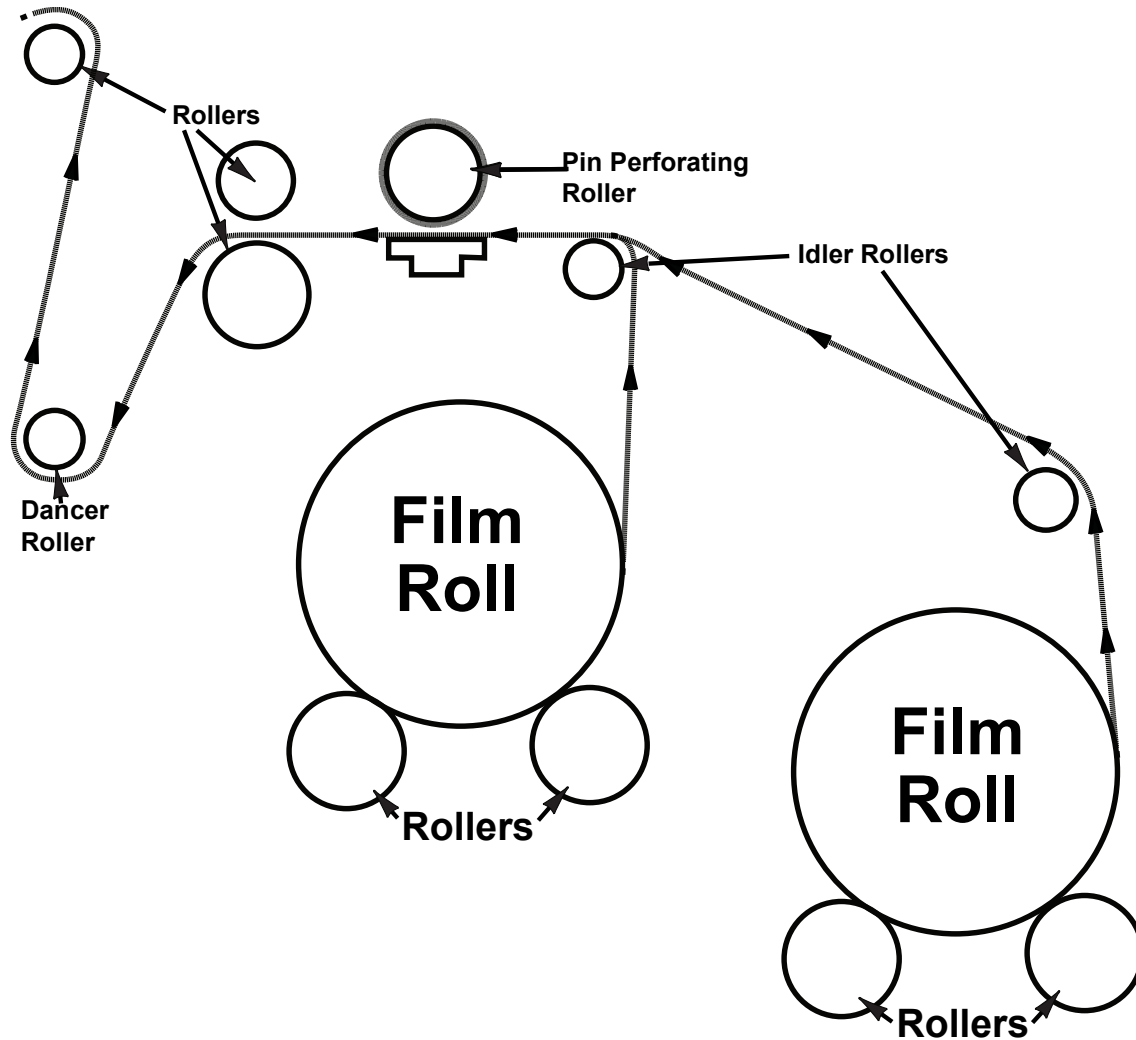 Rollers
Pin Perforating
Roller
Idler Rollers
Film
Roll
Dancer
Roller
Film
Roll
Rollers
Rollers